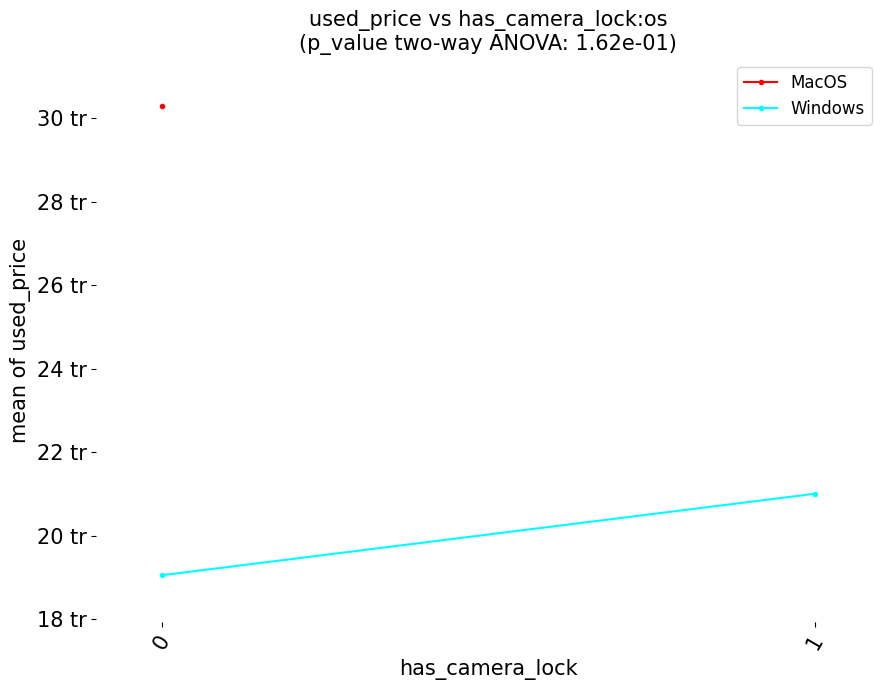 used_price vs has_camera_lock:os
(p_value two-way ANOVA: 1.62e-01)
MacOS
Windows
30 tr
28 tr
26 tr
24 tr
22 tr
20 tr
18 tr
mean of used_price
0
1
has_camera_lock